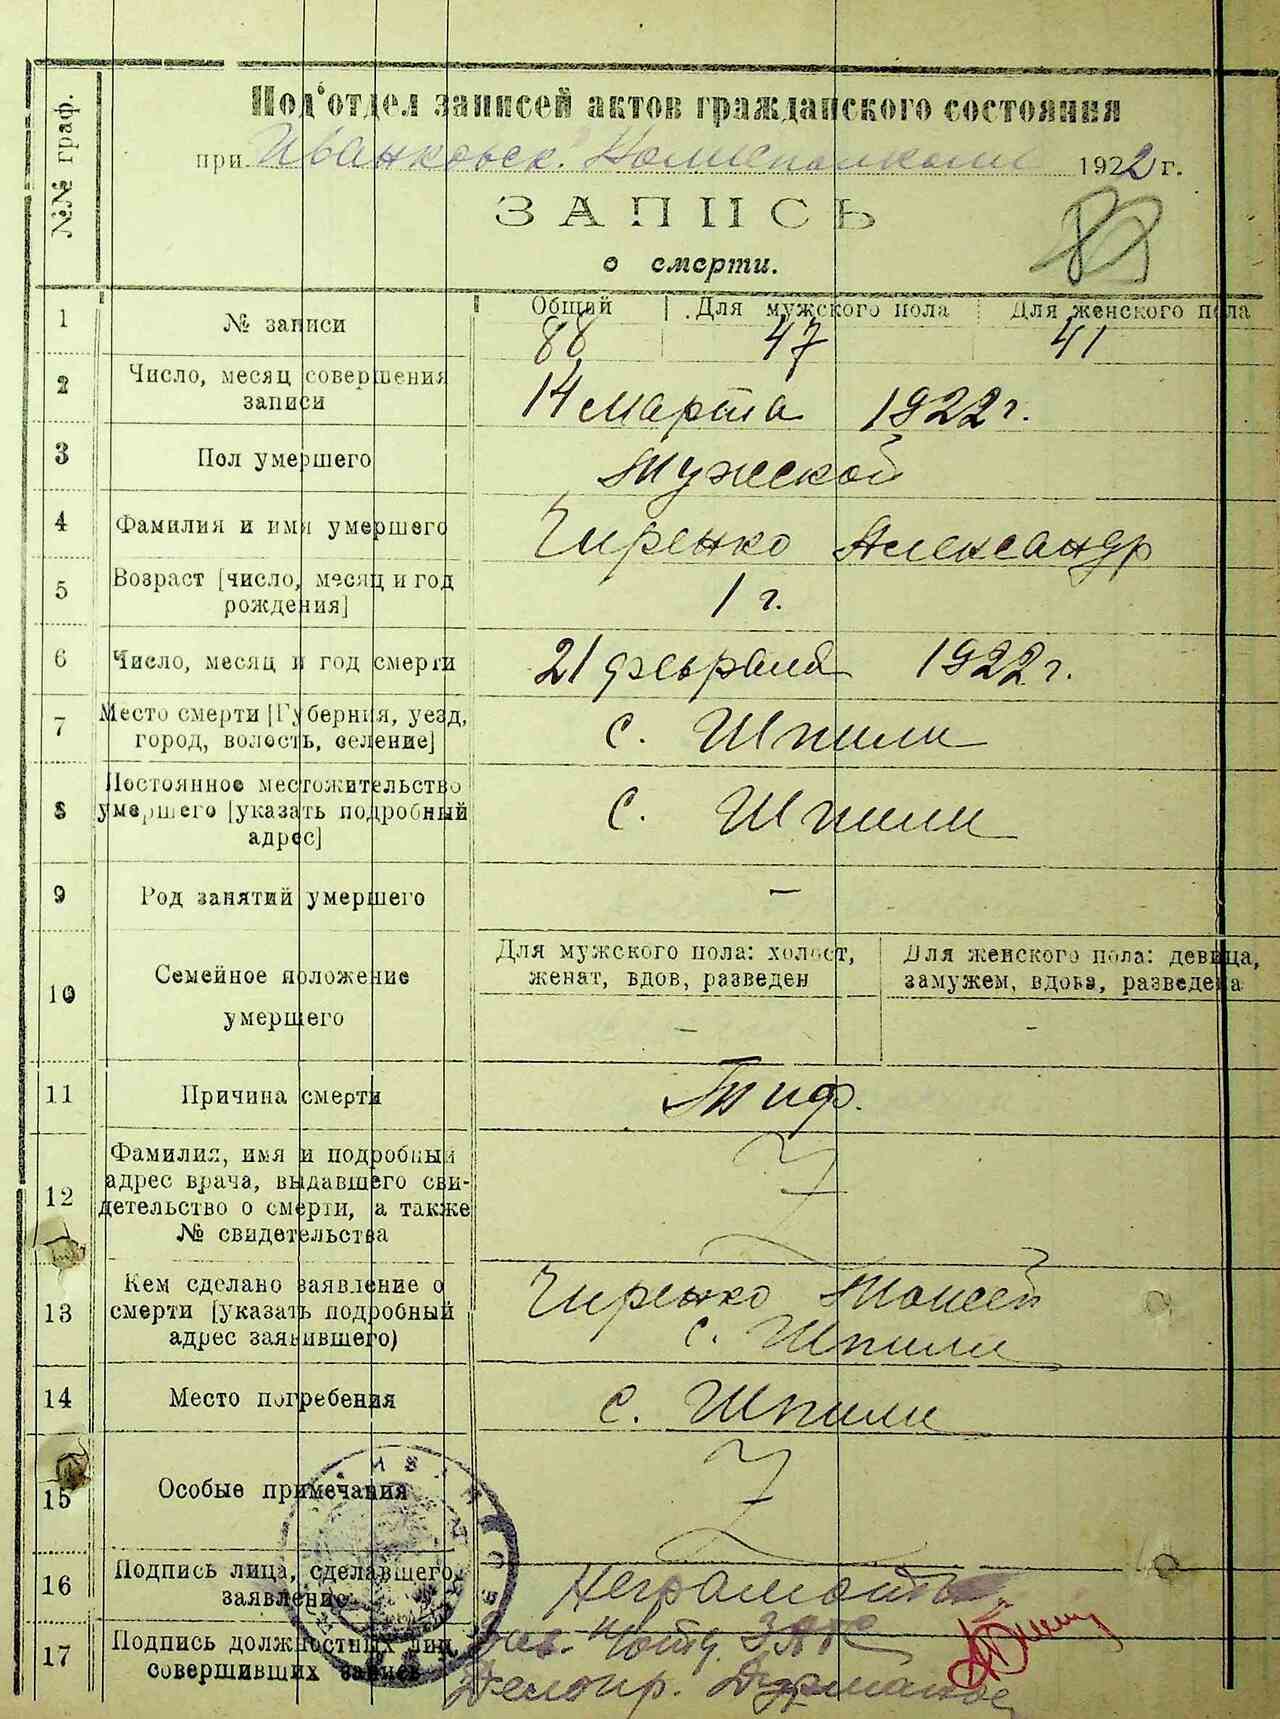 №№ граф.
Под'отдел записей актов гражданского состояния
при Иванковск. Волисполкоме 1922 г.
ЗАПИСЬ
о смерти.
1 № записи Общий Для мужского пола Для женского пола
88 47 41
2 Число, месяц совершения
записи 14 марта 1922 г.
3 Пол умершего Мужской
4 Фамилия и имя умершего Чиренко Александр
5 Возраст [число, месяц и год
рождения] 1 г.
6 Число, месяц и год смерти 21 февраля 1922 г.
7 Место смерти [Губерния, уезд,
город, волость, селение] с. Шпили
8 Постоянное местожительство
умершего [указать подробный
адрес] с. Шпили
9 Род занятий умершего –
10 Семейное положение
умершего
Для мужского пола: холост,
женат, вдов, разведен
–
Для женского пола: девица,
замужем, вдова, разведена
-
11 Причина смерти Тиф.
12 Фамилия, имя и подробный
адрес врача, выдавшего сви-
детельство о смерти, а также
№ свидетельства
13 Кем сделано заявление о
смерти [указать подробный
адрес заявившего)
Чиренко Моисей
с. Шпили
14 Место погребения с. Шпили
15 Особые примечания
16 Подпись лица, сделавшего
заявление Неграмотн
17 Подпись должностных лиц,
совершивших запись
Зав. ЗАГС
Делопр.